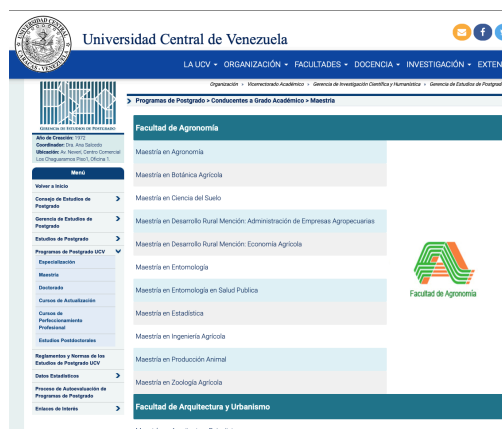 Universidad Central de Venezuela
LA UCV
ORGANIZACIÓN
FACULTADES
DOCENCIA
INVESTIGACIÓN
EXTEN
Organización » Vicerrectorado Académico » Gerencia de Investigación Científica y Humanística » Gerencia de Estudios de Postgrado
GERENCIA DE ESTUDIOS DE POSTGRADO
Año de Creación: 1972
Coordinador: Dra. Ana Salcedo
Ubicación: Av. Neverí, Centro Comercial
Los Chaguaramos Piso1, Oficina 1.
Menú
Volver a Inicio
Consejo de Estudios de
Postgrado
Gerencia de Estudios de
Postgrado
Estudios de Postgrado
Programas de Postgrado UCV
Especialización
Maestría
Doctorado
Cursos de Actualización
Cursos de
Perfeccionamiento
Profesional
Estudios Postdoctorales
Reglamentos y Normas de los
Estudios de Postgrado UCV
Datos Estadísticos
Proceso de Autoevaluación de
Programas de Postgrado
Enlaces de Interés
Programas de Postgrado > Conducentes a Grado Académico > Maestría
Facultad de Agronomía
Maestría en Agronomía
Maestría en Botánica Agrícola
Maestría en Ciencia del Suelo
Maestría en Desarrollo Rural Mención: Administración de Empresas Agropecuarias
Maestría en Desarrollo Rural Mención: Economía Agrícola
Maestría en Entomología
Maestría en Entomología en Salud Publica
Maestría en Estadística
Maestría en Ingeniería Agrícola
Maestría en Producción Animal
Maestría en Zoología Agrícola
Facultad de Agronomía
Facultad de Arquitectura y Urbanismo